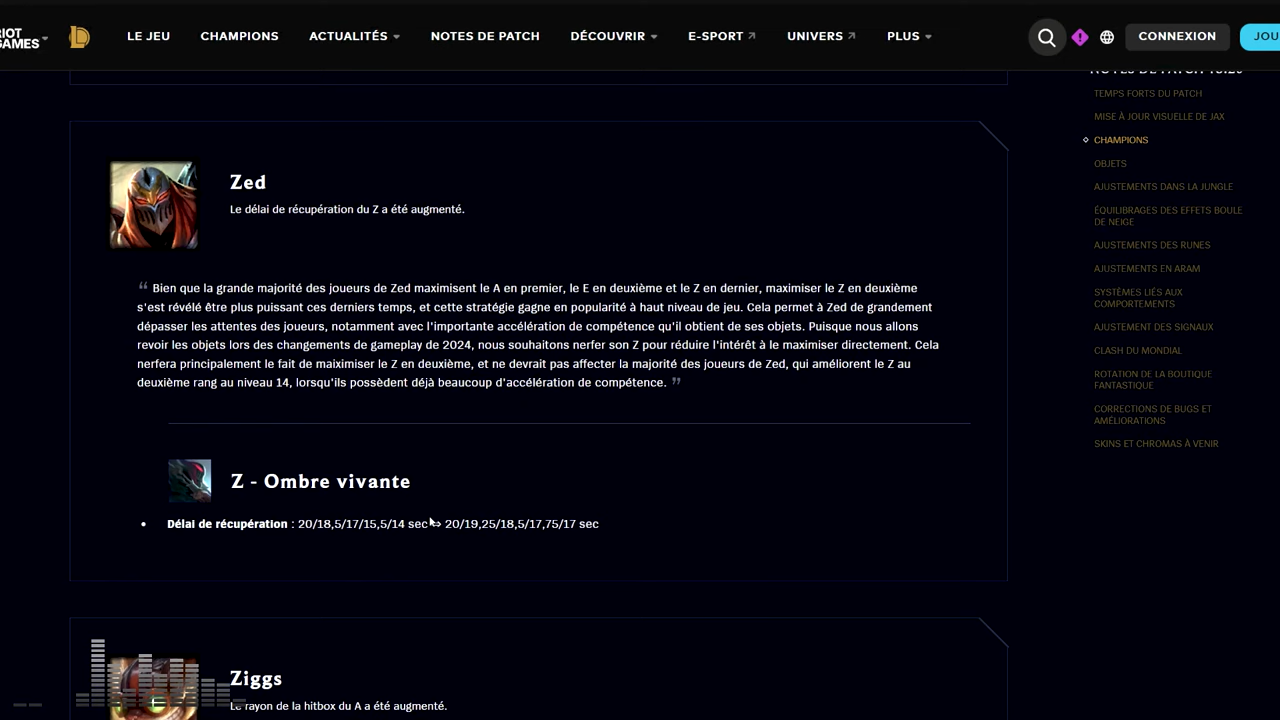 RIOT
GAMES
LE JEU
CHAMPIONS
ACTUALITÉS
NOTES DE PATCH
DÉCOUVRIR
E-SPORT
UNIVERS
PLUS
CONNEXION
JOU
Zed
Le délai de récupération du Z a été augmenté.
“ Bien que la grande majorité des joueurs de Zed maximisent le A en premier, le E en deuxième et le Z en dernier, maximiser le Z en deuxième
s'est révélé être plus puissant ces derniers temps, et cette stratégie gagne en popularité à haut niveau de jeu. Cela permet à Zed de grandement
dépasser les attentes des joueurs, notamment avec l'importante accélération de compétence qu'il obtient de ses objets. Puisque nous allons
revoir les objets lors des changements de gameplay de 2024, nous souhaitons nerfer son Z pour réduire l'intérêt à le maximiser directement. Cela
nerfera principalement le fait de maiximiser le Z en deuxième, et ne devrait pas affecter la majorité des joueurs de Zed, qui améliorent le Z au
deuxième rang au niveau 14, lorsqu'ils possèdent déjà beaucoup d'accélération de compétence. ”
Z - Ombre vivante
• Délai de récupération : 20/18,5/17/15,5/14 sec ⇒ 20/19,25/18,5/17,75/17 sec
Ziggs
Le rayon de la hitbox du A a été augmenté.
NOTES DE PATCH
TEMPS FORTS DU PATCH
MISE À JOUR VISUELLE DE JAX
CHAMPIONS
OBJETS
AJUSTEMENTS DANS LA JUNGLE
ÉQUILIBRAGES DES EFFETS BOULE
DE NEIGE
AJUSTEMENTS DES RUNES
AJUSTEMENTS EN ARAM
SYSTÈMES LIÉS AUX
COMPORTEMENTS
AJUSTEMENT DES SIGNAUX
CLASH DU MONDIAL
ROTATION DE LA BOUTIQUE
FANTASTIQUE
CORRECTIONS DE BUGS ET
AMÉLIORATIONS
SKINS ET CHROMAS À VENIR